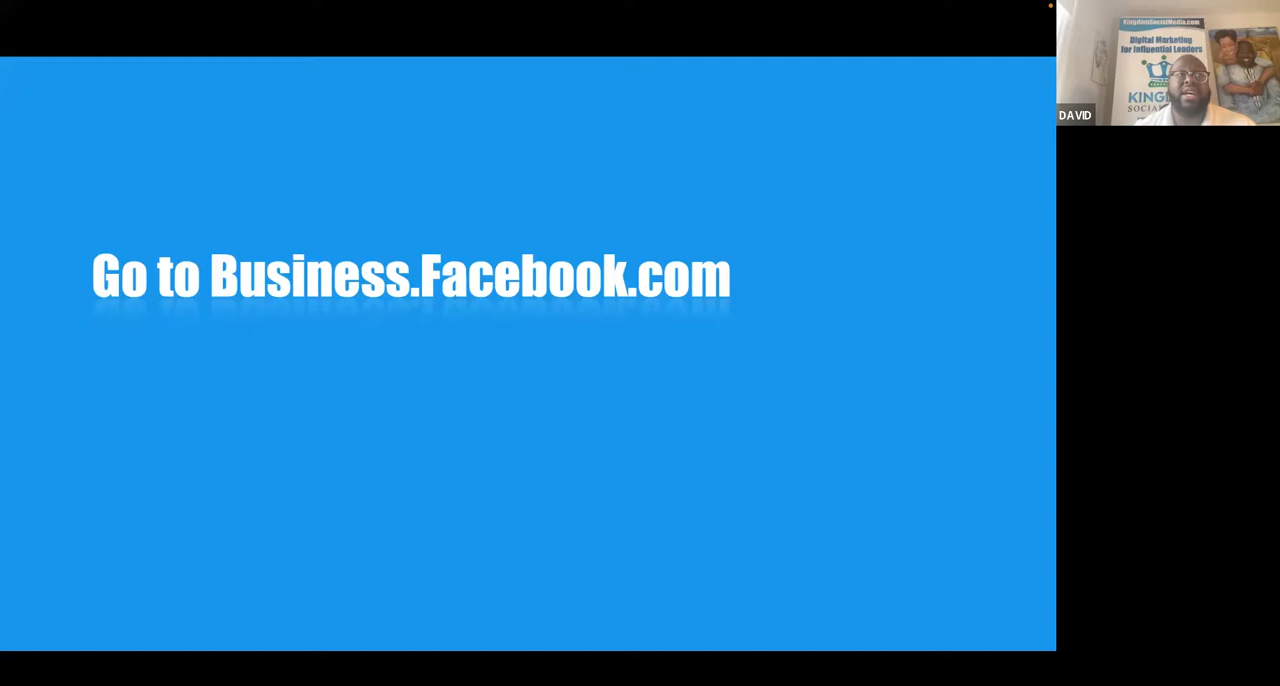 Go to Business.Facebook.com
KingdomSocialMedia.com
Digital Marketing
for Influential Leaders
DAVID